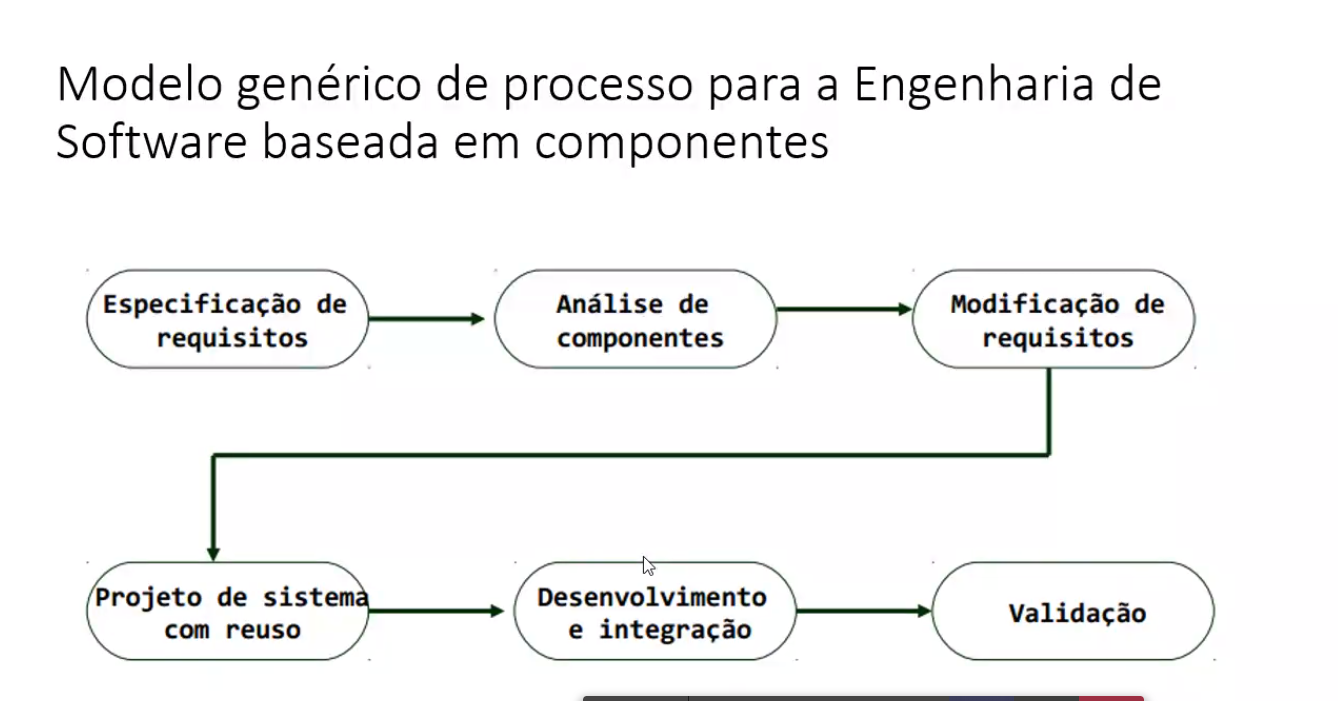 Modelo genérico de processo para a Engenharia de
Software baseada em componentes
Especificação de
requisitos
Análise de
componentes
Modificação de
requisitos
Projeto de sistema
com reuso
Desenvolvimento
e integração
Validação